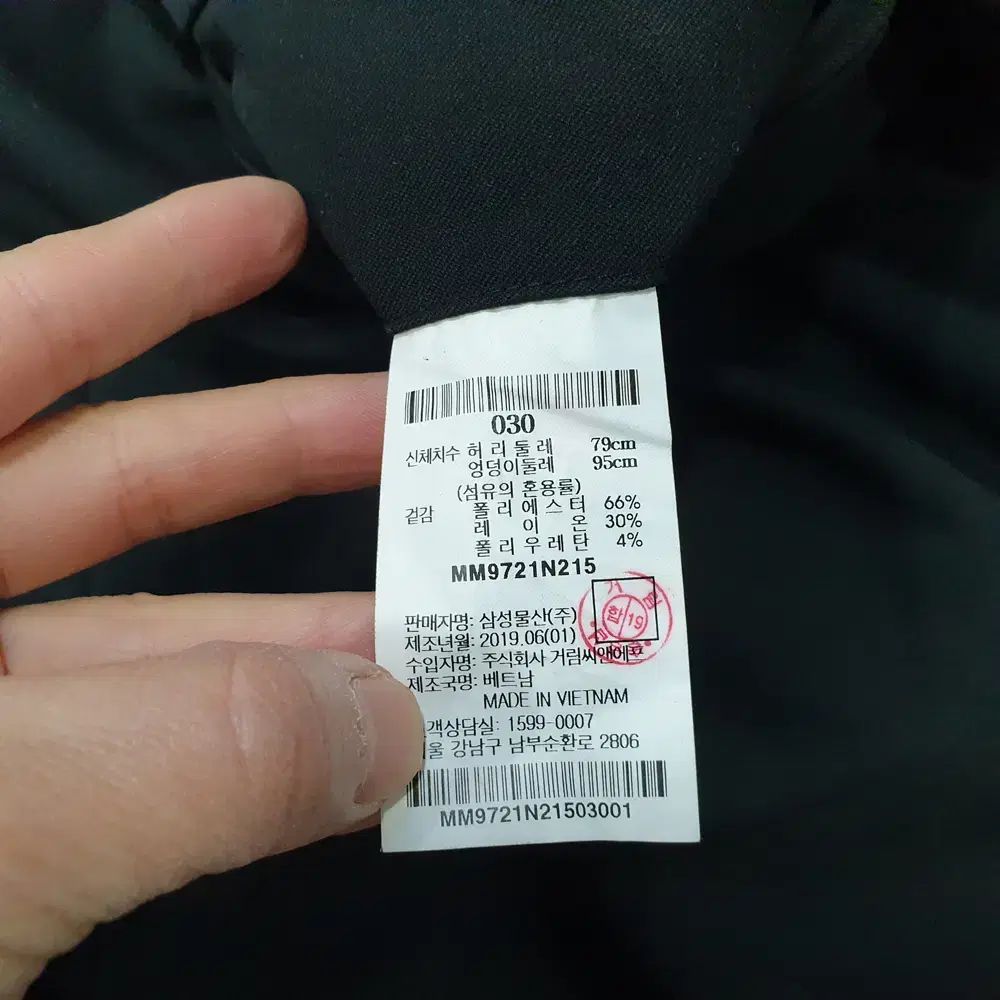 030
신체치수 허리둘레 79cm
엉덩이둘레 95cm
(섬유의 혼용률)
겉감 폴리에스터 66%
레이온 30%
폴리우레탄 4%
MM9721N215
판매자명: 삼성물산(주)
제조년월: 2019.06(01)
합 19
수입자명: 주식회사 거림씨앤에프
제조국명: 베트남
MADE IN VIETNAM
객상담실: 1599-0007
울 강남구 남부순환로 2806
MM9721N21503001